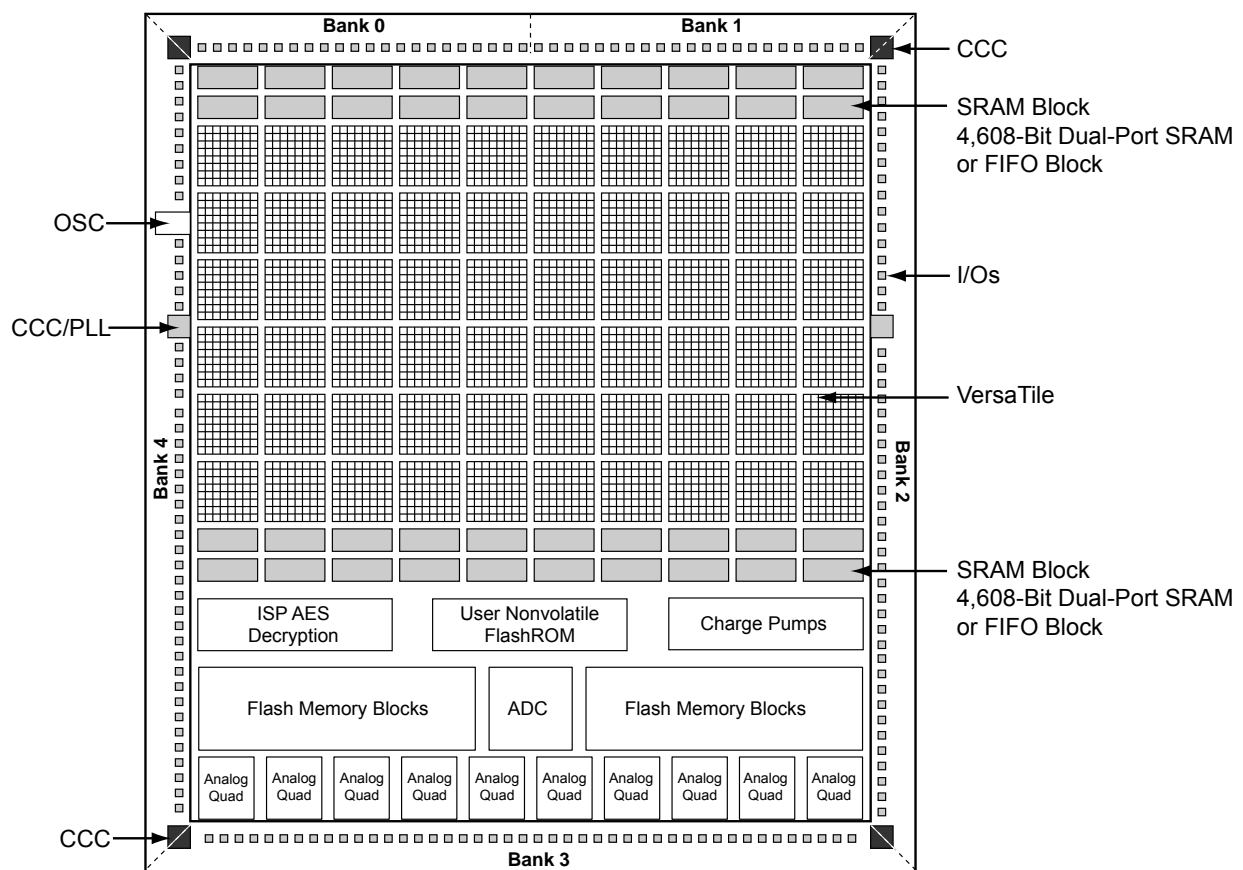 Bank 0
Bank 1
CCC
SRAM Block
4,608-Bit Dual-Port SRAM
or FIFO Block
OSC
I/Os
CCC/PLL
VersaTile
Bank 4
Bank 2
SRAM Block
4,608-Bit Dual-Port SRAM
or FIFO Block
ISP AES
Decryption
User Nonvolatile
FlashROM
Charge Pumps
Flash Memory Blocks
ADC
Flash Memory Blocks
Analog
Quad
Analog
Quad
Analog
Quad
Analog
Quad
Analog
Quad
Analog
Quad
Analog
Quad
Analog
Quad
Analog
Quad
Analog
Quad
CCC
Bank 3